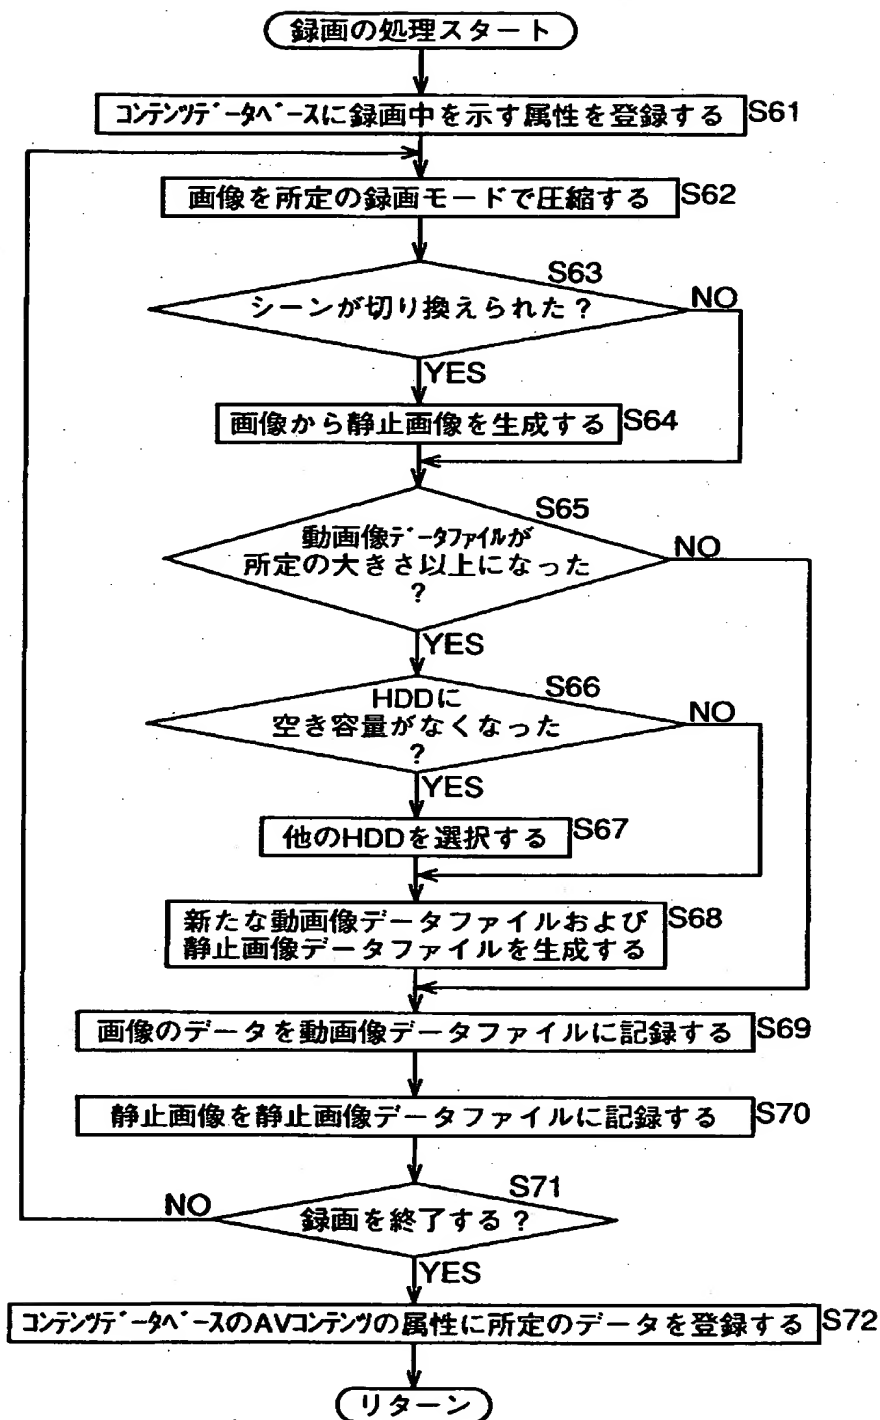 録画の処理スタート
コンテンツデータベースに録画中を示す属性を登録する
S61
画像を所定の録画モードで圧縮する
S62
S63
シーンが切り換えられた?
NO
YES
画像から静止画像を生成する
S64
S65
動画像データファイルが
所定の大きさ以上になった
?
NO
YES
S66
HDDに
空き容量がなくなった
?
NO
YES
他のHDDを選択する
S67
新たな動画像データファイルおよび
静止画像データファイルを生成する
S68
画像のデータを動画像データファイルに記録する
S69
静止画像を静止画像データファイルに記録する
S70
S71
録画を終了する?
NO
YES
コンテンツデータベースのAVコンテンツの属性に所定のデータを登録する
S72
リターン